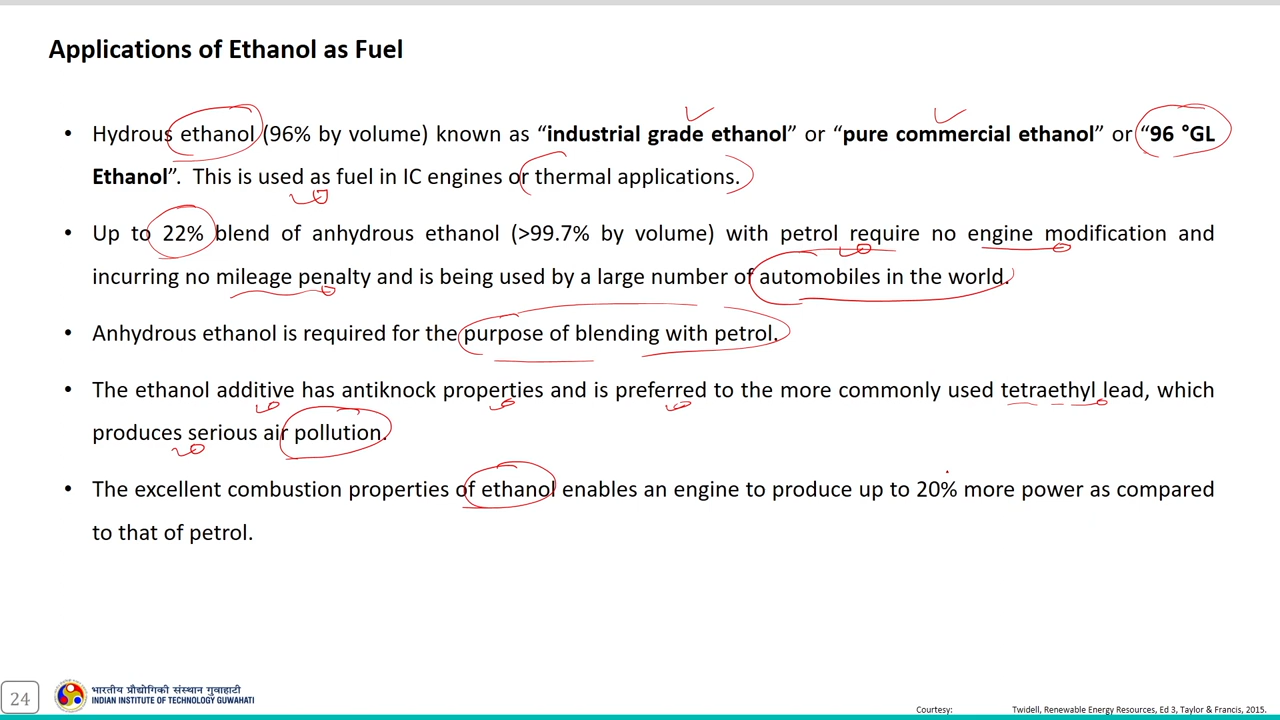 Applications of Ethanol as Fuel
• Hydrous ethanol (96% by volume) known as “industrial grade ethanol” or “pure commercial ethanol” or “96 °GL
Ethanol”. This is used as fuel in IC engines or thermal applications.
• Up to 22% blend of anhydrous ethanol (>99.7% by volume) with petrol require no engine modification and
incurring no mileage penalty and is being used by a large number of automobiles in the world.
• Anhydrous ethanol is required for the purpose of blending with petrol.
• The ethanol additive has antiknock properties and is preferred to the more commonly used tetraethyl lead, which
produces serious air pollution.
• The excellent combustion properties of ethanol enables an engine to produce up to 20% more power as compared
to that of petrol.
24
भारतीय प्रौद्योगिकी संस्थान गुवाहाटी
INDIAN INSTITUTE OF TECHNOLOGY GUWAHATI
Courtesy: Twidell, Renewable Energy Resources, Ed 3, Taylor & Francis, 2015.